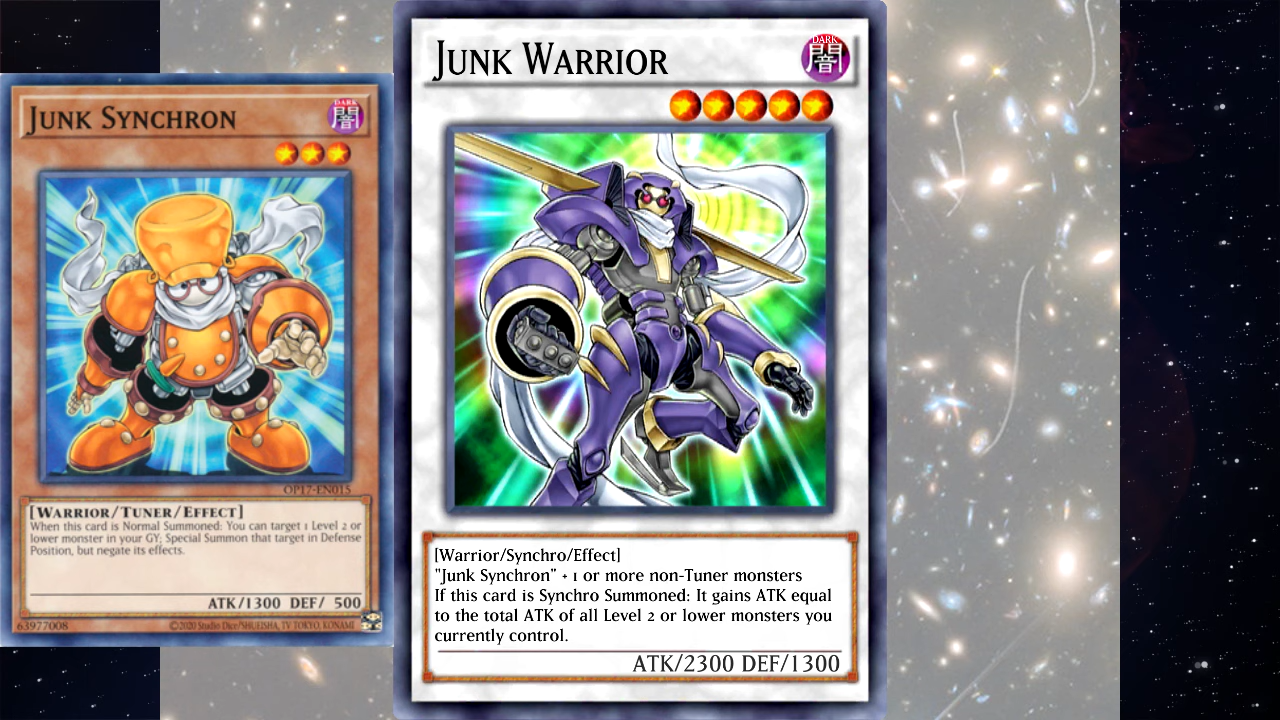 JUNK SYNCHRON
DARK
闇
OP17-EN015
[WARRIOR/TUNER/EFFECT]
When this card is Normal Summoned: You can target 1 Level 2 or
lower monster in your GY; Special Summon that target in Defense
Position, but negate its effects.
ATK/1300 DEF/ 500
63977008
©2020 Studio Dice/SHUEISHA, TV TOKYO, KONAMI
JUNK WARRIOR
DARK
闇
[Warrior/Synchro/Effect]
"Junk Synchron" + 1 or more non-Tuner monsters
If this card is Synchro Summoned: It gains ATK equal
to the total ATK of all Level 2 or lower monsters you
currently control.
ATK/2300 DEF/1300